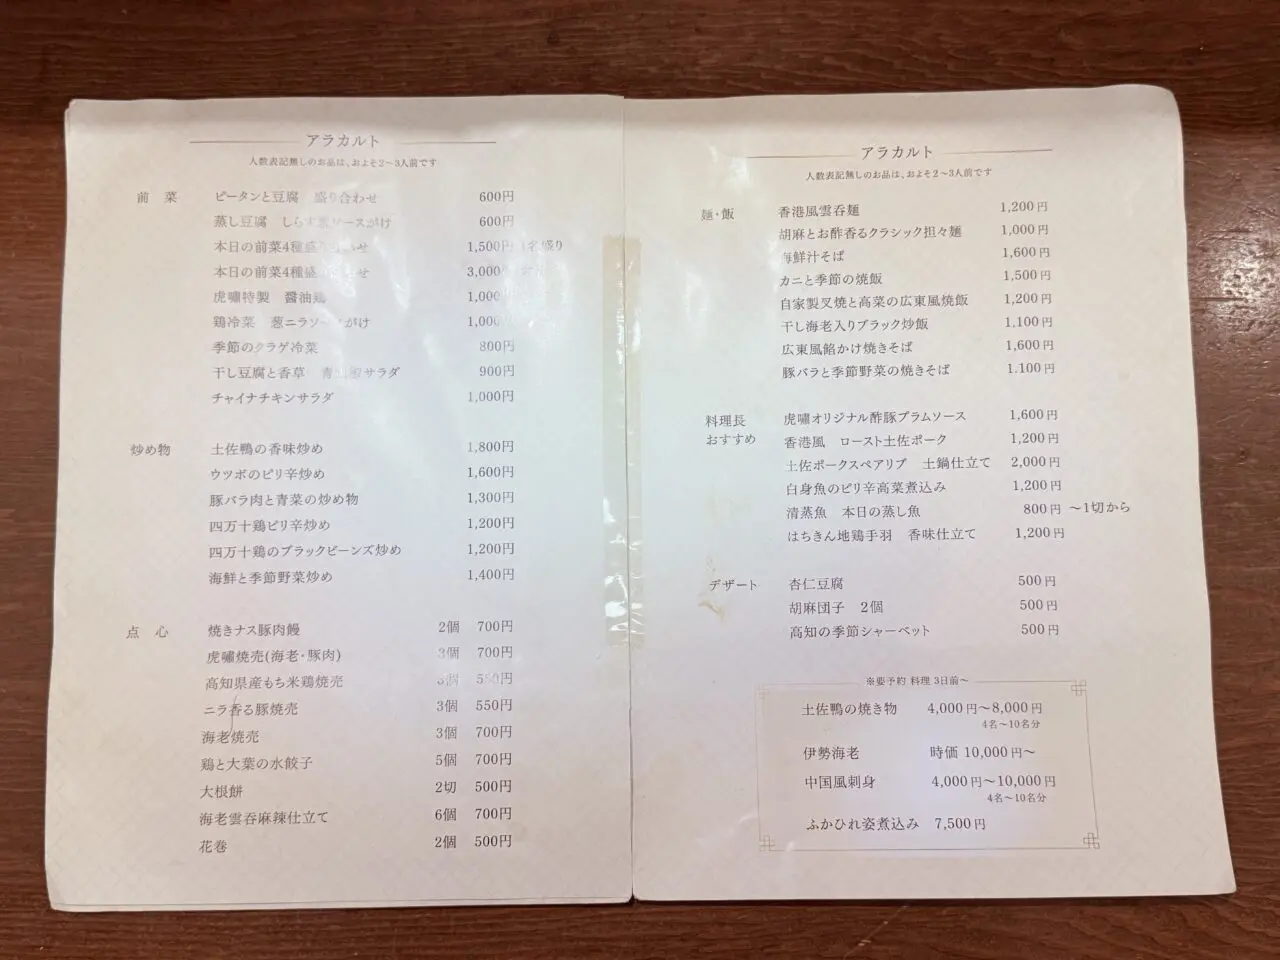 アラカルト
人数表記無しのお品は、およそ2〜3人前です
前 菜
ピータンと豆腐 盛り合わせ 600円
蒸し豆腐 しらす葱ソースがけ 600円
本日の前菜4種盛り合わせ 1,500円 1名盛り
本日の前菜4種盛り合わせ 3,000
虎嘯特製 醤油鶏 1,000
鶏冷菜 葱ニラソースがけ 1,000
季節のクラゲ冷菜 800円
干し豆腐と香草 青山椒サラダ 900円
チャイナチキンサラダ 1,000円
炒め物
土佐鴨の香味炒め 1,800円
ウツボのピリ辛炒め 1,600円
豚バラ肉と青菜の炒め物 1,300円
四万十鶏ピリ辛炒め 1,200円
四万十鶏のブラックビーンズ炒め 1,200円
海鮮と季節野菜炒め 1,400円
点 心
焼きナス豚肉饅 2個 700円
虎嘯焼売(海老・豚肉) 3個 700円
高知県産もち米鶏焼売 3個 550円
ニラ香る豚焼売 3個 550円
海老焼売 3個 700円
鶏と大葉の水餃子 5個 700円
大根餅 2切 500円
海老雲呑麻辣仕立て 6個 700円
花巻 2個 500円
アラカルト
人数表記無しのお品は、およそ2〜3人前です
麺・飯
香港風雲呑麺 1,200円
胡麻とお酢香るクラシック担々麺 1,000円
海鮮汁そば 1,600円
カニと季節の焼飯 1,500円
自家製叉焼と高菜の広東風焼飯 1,200円
干し海老入りブラック炒飯 1,100円
広東風餡かけ焼きそば 1,600円
豚バラと季節野菜の焼きそば 1.100円
料理長
おすすめ
虎嘯オリジナル酢豚プラムソース 1,600円
香港風 ロースト土佐ポーク 1,200円
土佐ポークスペアリブ 土鍋仕立て 2,000円
白身魚のピリ辛高菜煮込み 1,200円
清蒸魚 本日の蒸し魚 800円 〜1切から
はちきん地鶏手羽 香味仕立て 1,200円
デザート
杏仁豆腐 500円
胡麻団子 2個 500円
高知の季節シャーベット 500円
※要予約 料理 3日前〜
土佐鴨の焼き物 4,000円〜8,000円
4名〜10名分
伊勢海老 時価 10,000円〜
中国風刺身 4,000円〜10,000円
4名〜10名分
ふかひれ姿煮込み 7,500円